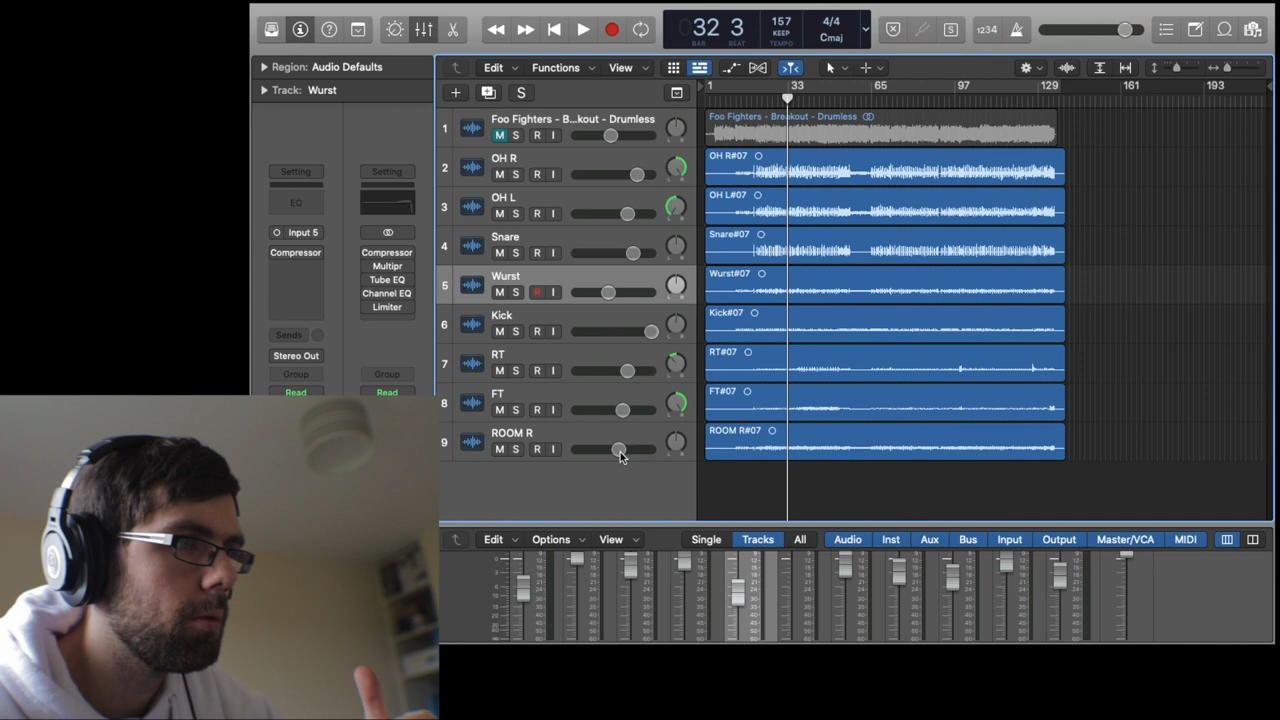 32 3
BAR BEAT
157
KEEP
TEMPO
4/4
Cmaj
1234
Region: Audio Defaults
Track: Wurst
Edit Functions View
1 33 65 97 129 161 193
S
Setting Setting
EQ
Input 5
Compressor Compressor
Multipr
Tube EQ
Channel EQ
Limiter
Sends
Stereo Out
Group Group
Read Read
1 Foo Fighters - B...kout - Drumless
M S R I
Foo Fighters - Breakout - Drumless
2 OH R
M S R I
OH R#07
3 OH L
M S R I
OH L#07
4 Snare
M S R I
Snare#07
5 Wurst
M S R I
Wurst#07
6 Kick
M S R I
Kick#07
7 RT
M S R I
RT#07
8 FT
M S R I
FT#07
9 ROOM R
M S R I
ROOM R#07
Edit Options View Single Tracks All Audio Inst Aux Bus Input Output Master/VCA MIDI